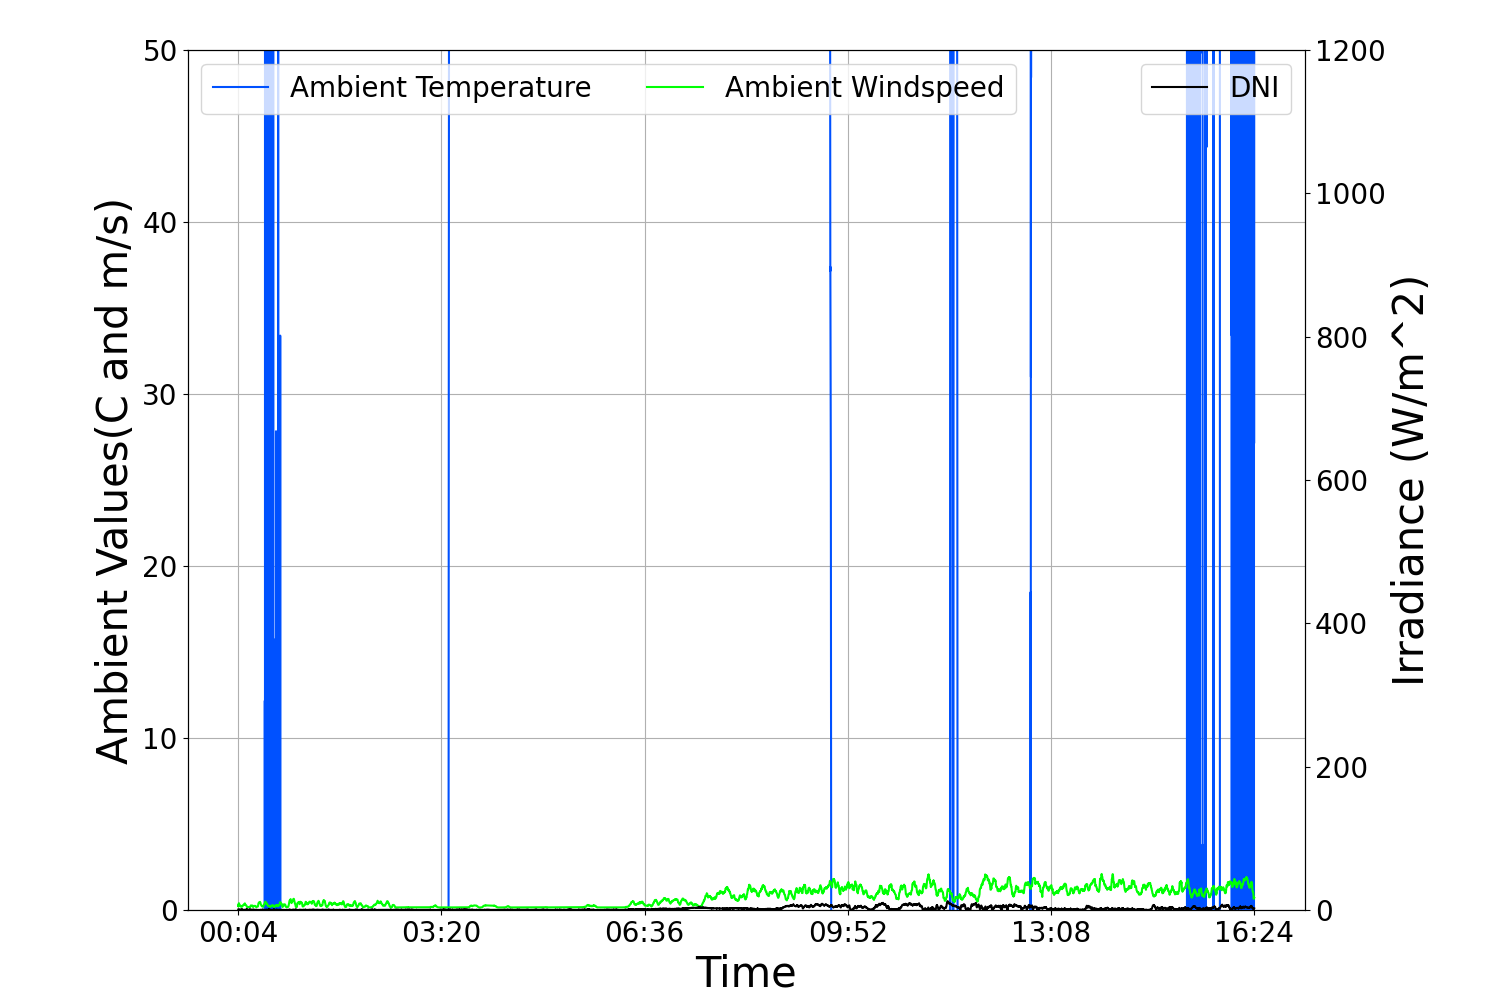 Ambient Temperature
Ambient Windspeed
DNI
Ambient Values(C and m/s)
50
40
30
20
10
0
1200
1000
800
600
400
200
0
Irradiance (W/m^2)
00:04 03:20 06:36 09:52 13:08 16:24
Time